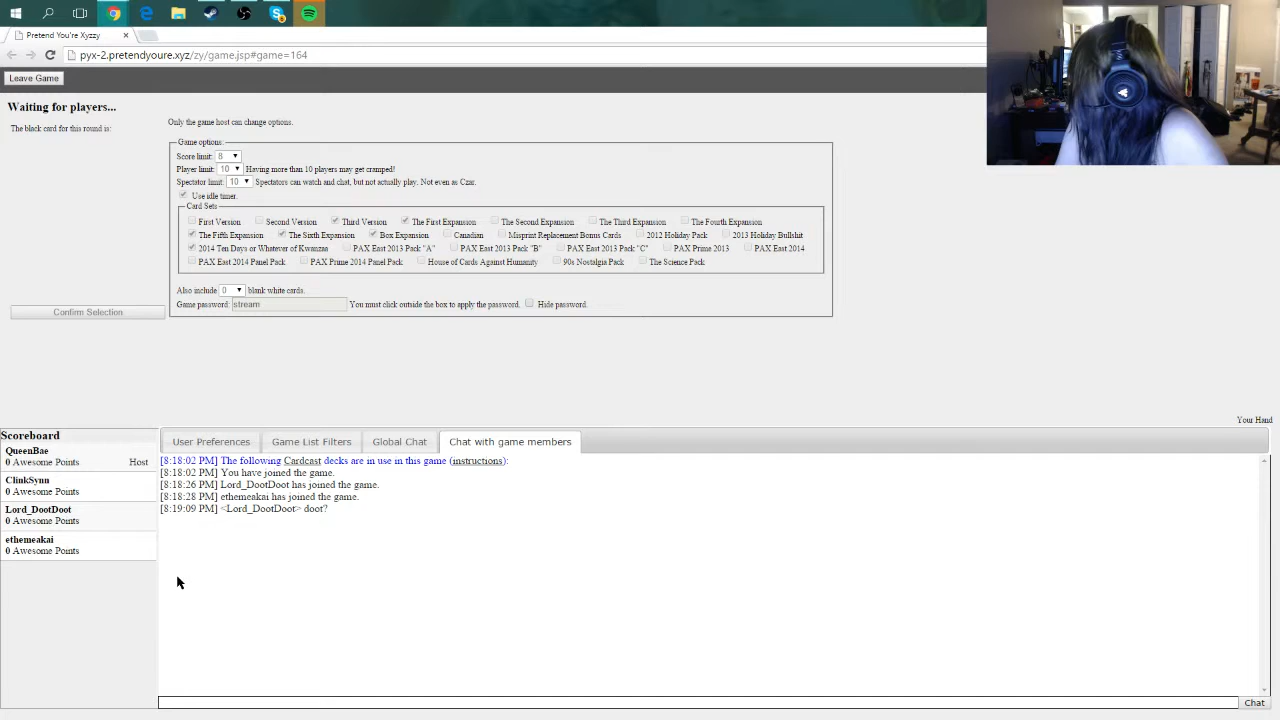 Pretend You're Xyzzy
pyx-2.pretendyoure.xyz/zy/game.jsp#game=164
Leave Game
Waiting for players...
The black card for this round is:
Only the game host can change options.
Game options:
Score limit: 8
Player limit: 10 Having more than 10 players may get cramped!
Spectator limit: 10 Spectators can watch and chat, but not actually play. Not even as Czar.
Use idle timer.
Card Sets
First Version Second Version Third Version The First Expansion The Second Expansion The Third Expansion The Fourth Expansion
The Fifth Expansion The Sixth Expansion Box Expansion Canadian Misprint Replacement Bonus Cards 2012 Holiday Pack 2013 Holiday Bullshit
2014 Ten Days or Whatever of Kwanzaa PAX East 2013 Pack "A" PAX East 2013 Pack "B" PAX East 2013 Pack "C" PAX Prime 2013 PAX East 2014
PAX East 2014 Panel Pack PAX Prime 2014 Panel Pack House of Cards Against Humanity 90s Nostalgia Pack The Science Pack
Also include 0 blank white cards.
Game password: stream You must click outside the box to apply the password. Hide password.
Confirm Selection
Your Hand
Scoreboard
QueenBae
0 Awesome Points Host
ClinkSynn
0 Awesome Points
Lord_DootDoot
0 Awesome Points
ethemeakai
0 Awesome Points
User Preferences Game List Filters Global Chat Chat with game members
[8:18:02 PM] The following Cardcast decks are in use in this game (instructions):
[8:18:02 PM] You have joined the game.
[8:18:26 PM] Lord_DootDoot has joined the game.
[8:18:28 PM] ethemeakai has joined the game.
[8:19:09 PM] <Lord_DootDoot> doot?
Chat